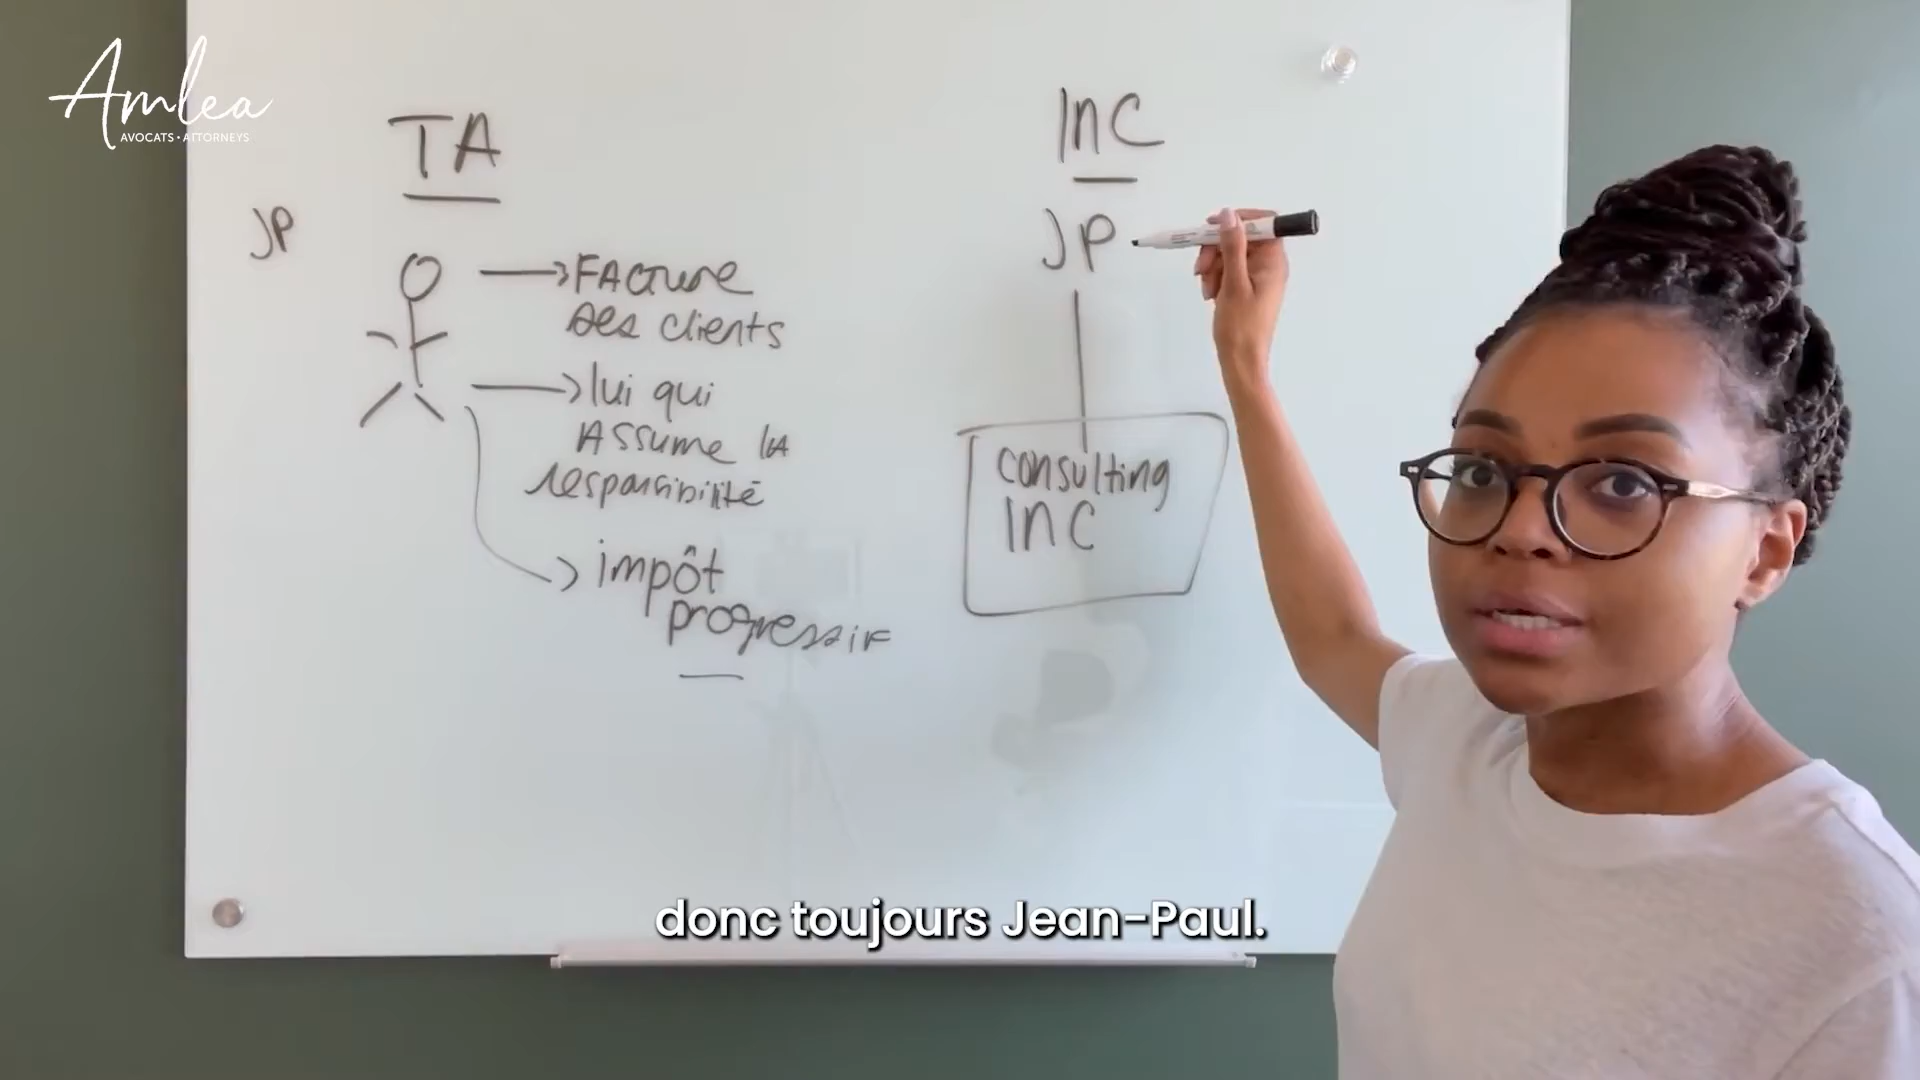 Amlea
AVOCATS • ATTORNEYS
TA
JP
Facture
des clients
lui qui
Assume la
responsibilité
impôt
progressif
INC
JP
consulting
INC
donc toujours Jean-Paul.